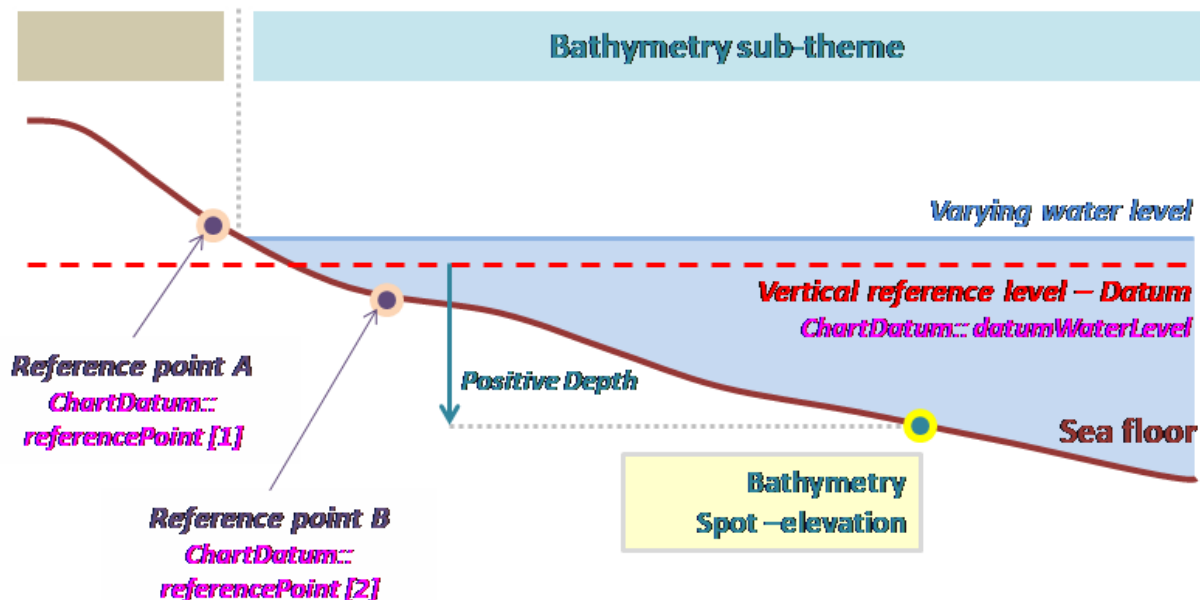 Bathymetry sub-theme
Varying water level
Vertical reference level – Datum
ChartDatum:: datumWaterLevel
Reference point A
ChartDatum::
referencePoint [1]
Positive Depth
Sea floor
Bathymetry
Spot –elevation
Reference point B
ChartDatum::
referencePoint [2]